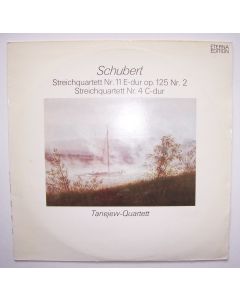 ETERNA
EDITION
Schubert
Streichquartett Nr. 11 E-dur op. 125 Nr. 2
Streichquartett Nr. 4 C-dur
Tanejew-Quartett